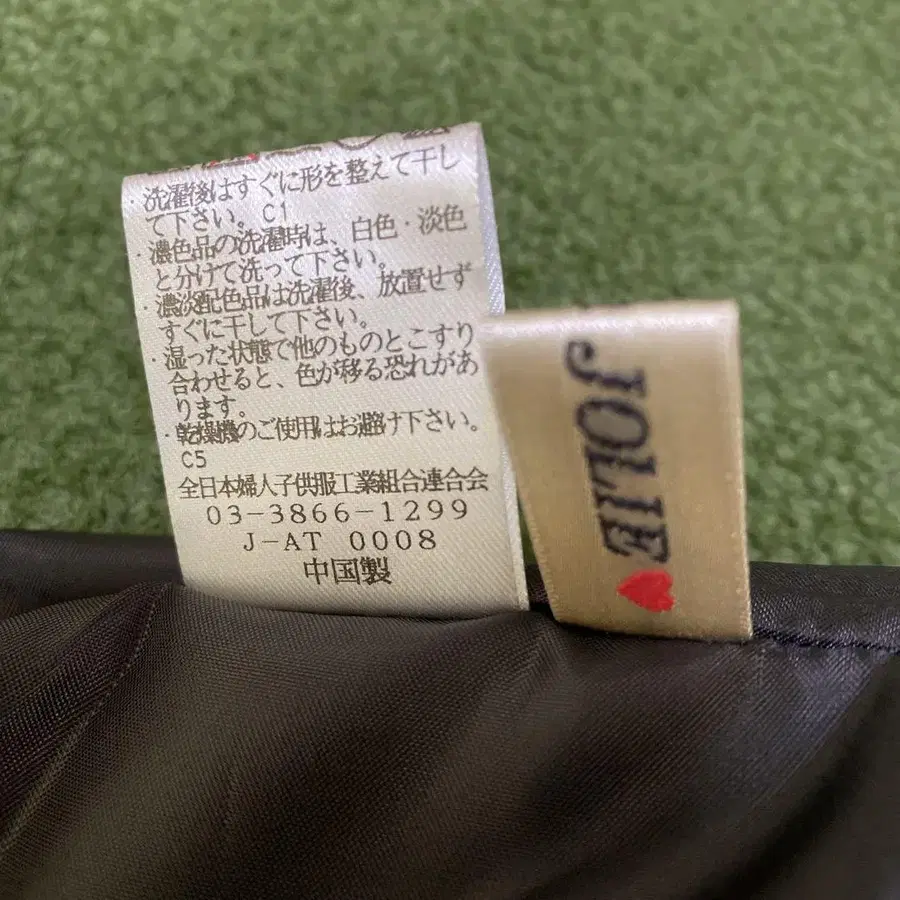 ・洗濯後はすぐに形を整えて干し
て下さい。C1
・濃色品の洗濯時は、白色・淡色
と分けて洗って下さい。
・濃淡配色品は洗濯後、放置せず
すぐに干して下さい。
・湿った状態で他のものとこすり
合わせると、色が移る恐れがあ
ります。
・乾燥機のご使用はお避け下さい。
C5
全日本婦人子供服工業組合連合会
03-3866-1299
J-AT 0008
中国製
JOLIE